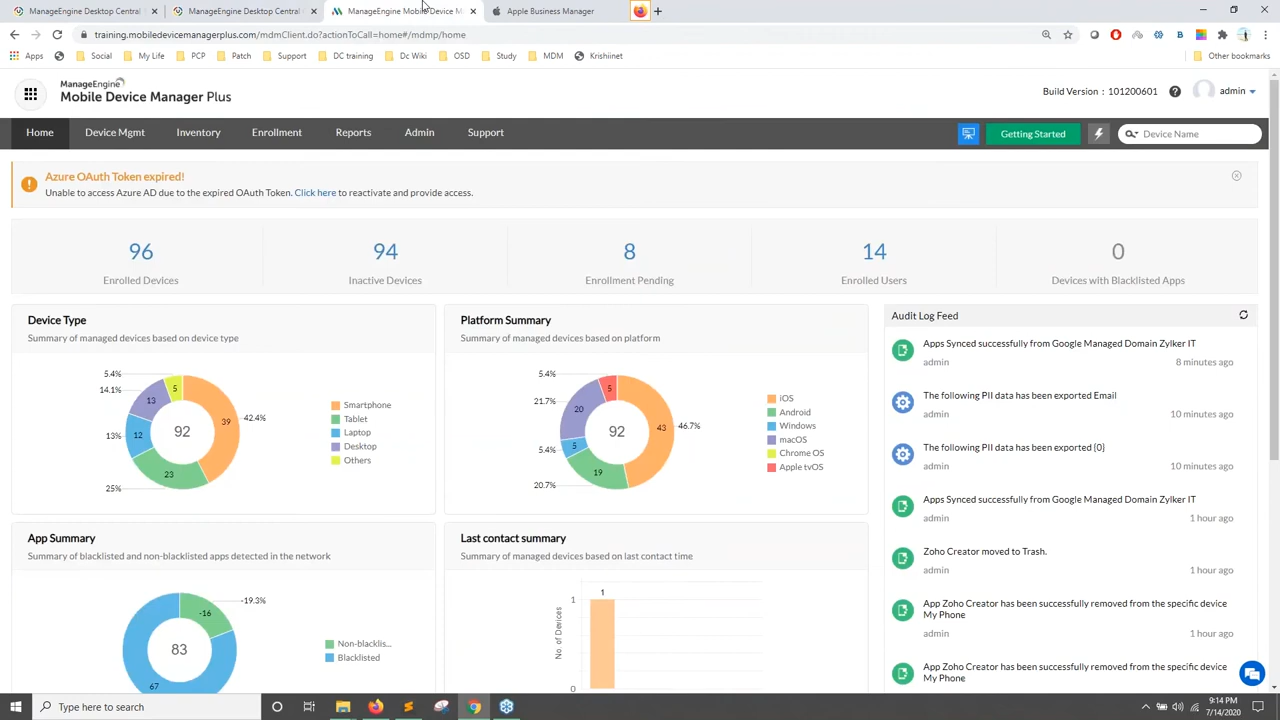 ManageEngine Desktop Central
ManageEngine Desktop Central
ManageEngine Mobile Device M
Apple Business Manager
training.mobiledevicemanagerplus.com/mdmClient.do?actionToCall=home#/mdmp/home
Apps Social My Life PCP Patch Support DC training Dc Wiki OSD Study MDM Krishiinet Other bookmarks
ManageEngine
Mobile Device Manager Plus
Build Version : 101200601
admin
Home Device Mgmt Inventory Enrollment Reports Admin Support
Getting Started
Device Name
Azure OAuth Token expired!
Unable to access Azure AD due to the expired OAuth Token. Click here to reactivate and provide access.
96 94 8 14 0
Enrolled Devices Inactive Devices Enrollment Pending Enrolled Users Devices with Blacklisted Apps
Device Type
Summary of managed devices based on device type
5.4%
14.1%
13%
25%
42.4%
5
13
12
23
39
92
Smartphone
Tablet
Laptop
Desktop
Others
Platform Summary
Summary of managed devices based on platform
5.4%
21.7%
5.4%
20.7%
46.7%
5
20
5
19
43
92
iOS
Android
Windows
macOS
Chrome OS
Apple tvOS
Audit Log Feed
Apps Synced successfully from Google Managed Domain Zylker IT
admin 8 minutes ago
The following PII data has been exported Email
admin 10 minutes ago
The following PII data has been exported {0}
admin 10 minutes ago
Apps Synced successfully from Google Managed Domain Zylker IT
admin 1 hour ago
Zoho Creator moved to Trash.
admin 1 hour ago
App Zoho Creator has been successfully removed from the specific device
My Phone
admin 1 hour ago
App Zoho Creator has been successfully removed from the specific device
My Phone
App Summary
Summary of blacklisted and non-blacklisted apps detected in the network
-19.3%
-16
83
67
Non-blacklis...
Blacklisted
Last contact summary
Summary of managed devices based on last contact time
No. of Devices
1
0
1
Type here to search
9:14 PM
7/14/2020